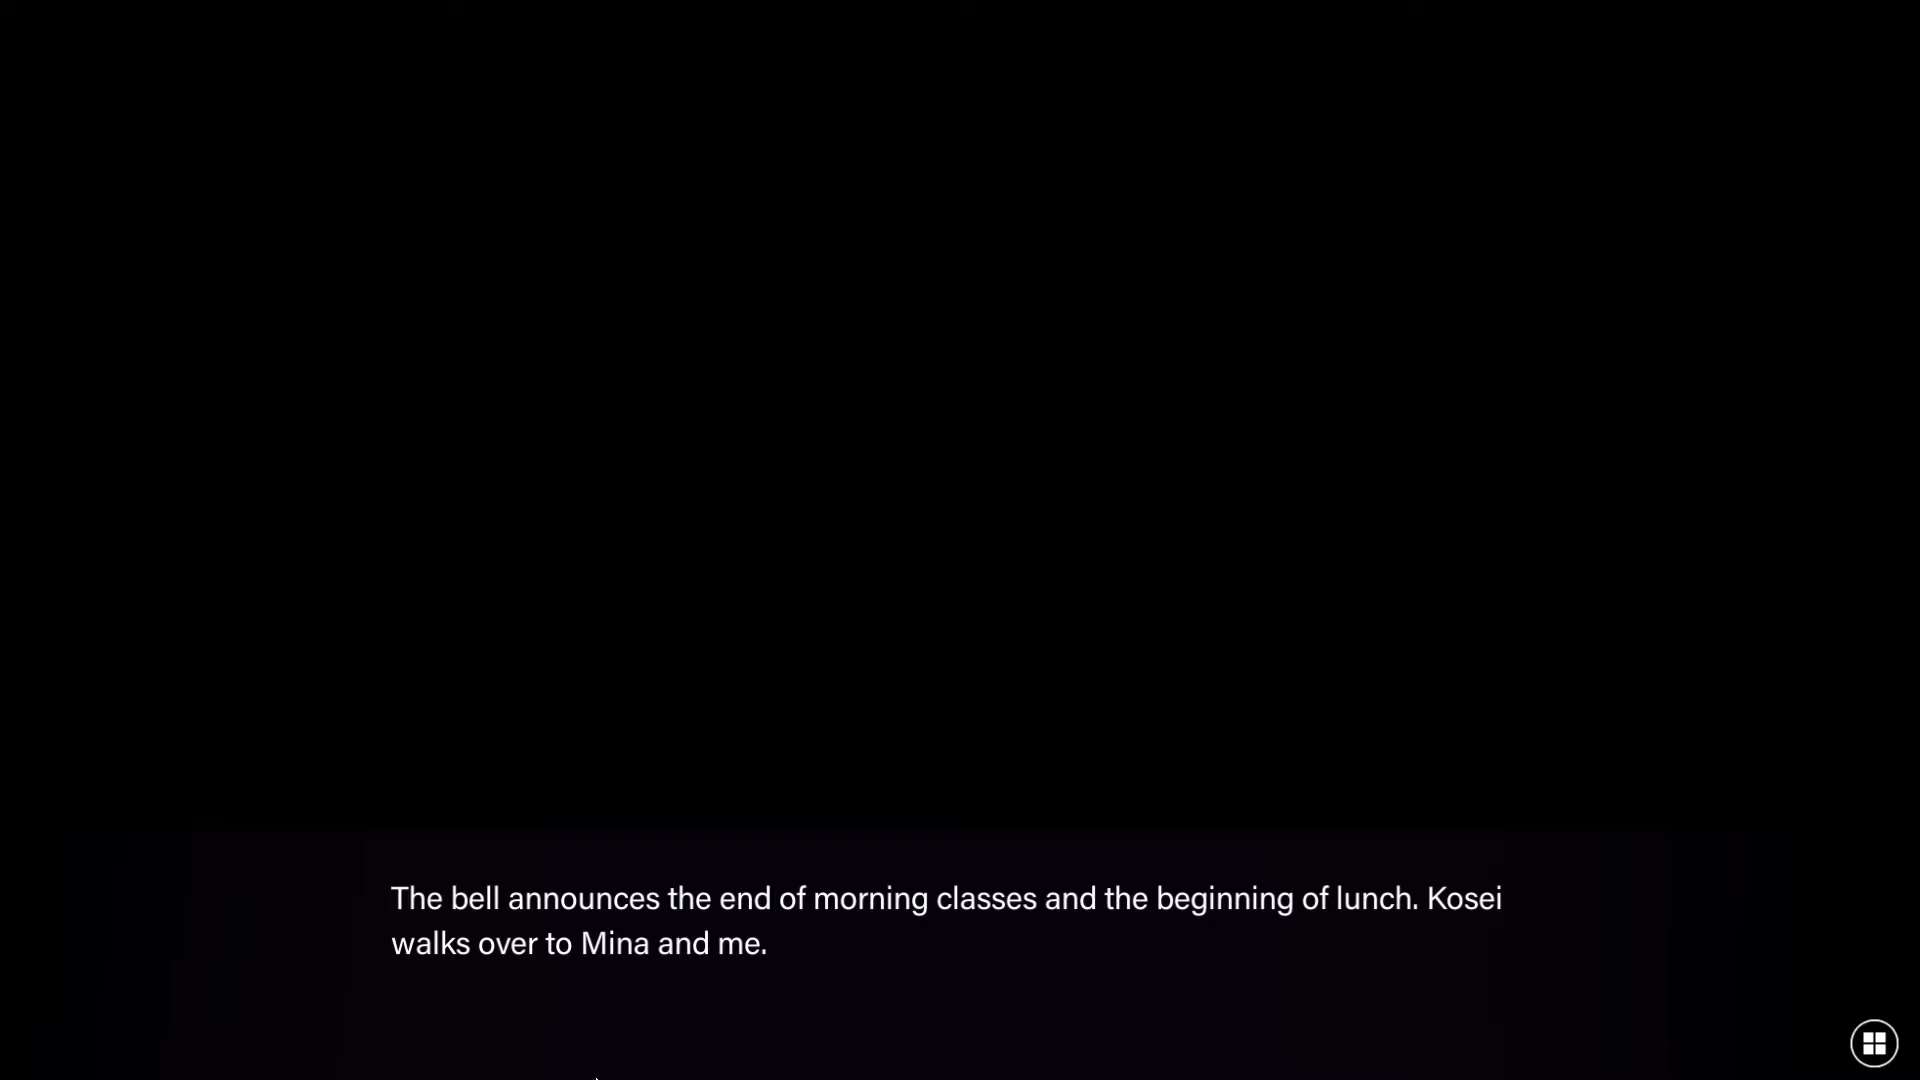 The bell announces the end of morning classes and the beginning of lunch. Kosei
walks over to Mina and me.